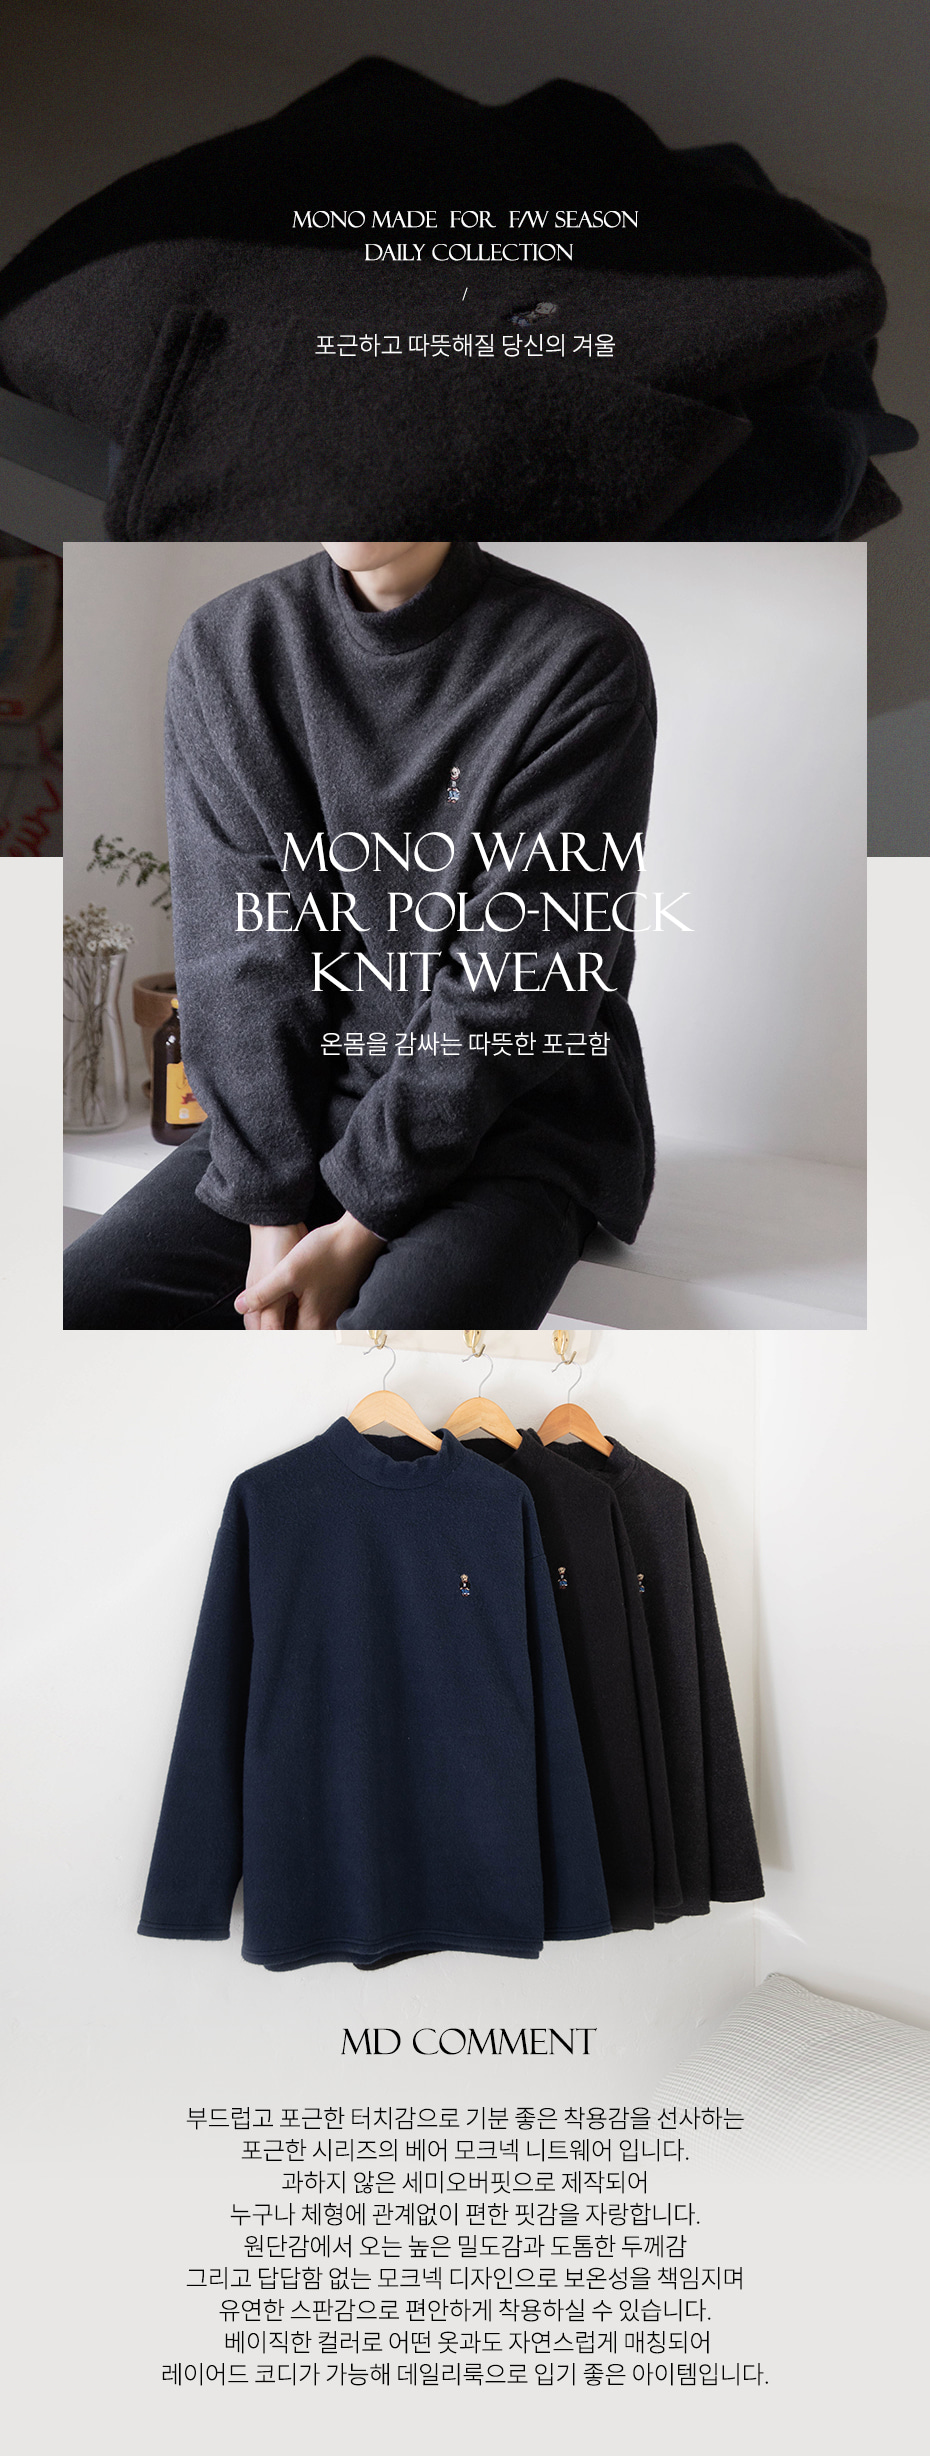 MONO MADE FOR F/W SEASON
DAILY COLLECTION
/
포근하고 따뜻해질 당신의 겨울
MONO WARM
BEAR POLO-NECK
KNIT WEAR
온몸을 감싸는 따뜻한 포근함
MD COMMENT
부드럽고 포근한 터치감으로 기분 좋은 착용감을 선사하는
포근한 시리즈의 베어 모크넥 니트웨어 입니다.
과하지 않은 세미오버핏으로 제작되어
누구나 체형에 관계없이 편한 핏감을 자랑합니다.
원단감에서 오는 높은 밀도감과 도톰한 두께감
그리고 답답함 없는 모크넥 디자인으로 보온성을 책임지며
유연한 스판감으로 편안하게 착용하실 수 있습니다.
베이직한 컬러로 어떤 옷과도 자연스럽게 매칭되어
레이어드 코디가 가능해 데일리룩으로 입기 좋은 아이템입니다.